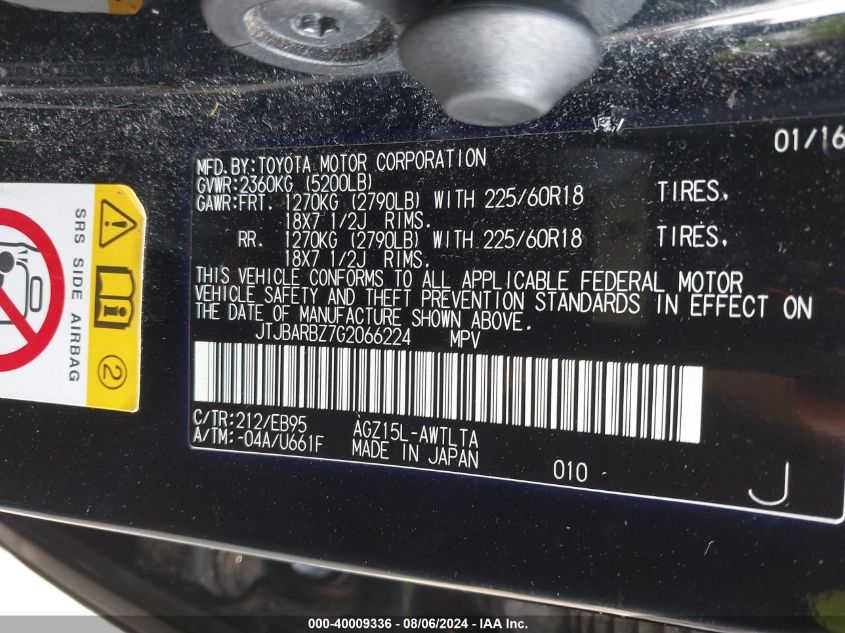 01/16
MFD.BY:TOYOTA MOTOR CORPORATION
GVWR:2360KG (5200LB)
GAWR:FRT. 1270KG (2790LB) WITH 225/60R18 TIRES.
18X7 1/2J RIMS.
RR. 1270KG (2790LB) WITH 225/60R18 TIRES.
18X7 1/2J RIMS.
THIS VEHICLE CONFORMS TO ALL APPLICABLE FEDERAL MOTOR
VEHICLE SAFETY AND THEFT PREVENTION STANDARDS IN EFFECT ON
THE DATE OF MANUFACTURE SHOWN ABOVE.
JTJBARBZ7G2066224 MPV
C/TR:212/EB95 AGZ15L-AWTLTA
A/TM:-04A/U661F MADE IN JAPAN 010
J
SRS SIDE AIRBAG
2
000-40009336 - 08/06/2024 - IAA Inc.